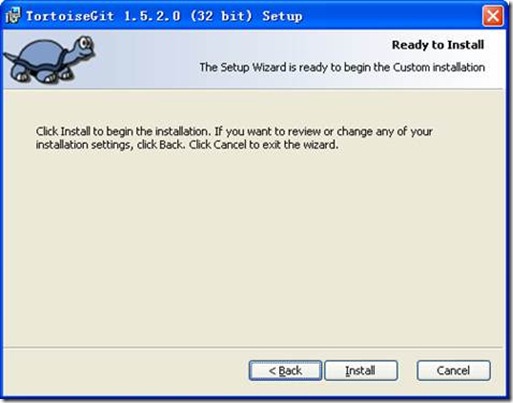 TortoiseGit 1.5.2.0 (32 bit) Setup
Ready to Install
The Setup Wizard is ready to begin the Custom installation
Click Install to begin the installation. If you want to review or change any of your
installation settings, click Back. Click Cancel to exit the wizard.
< Back
Install
Cancel